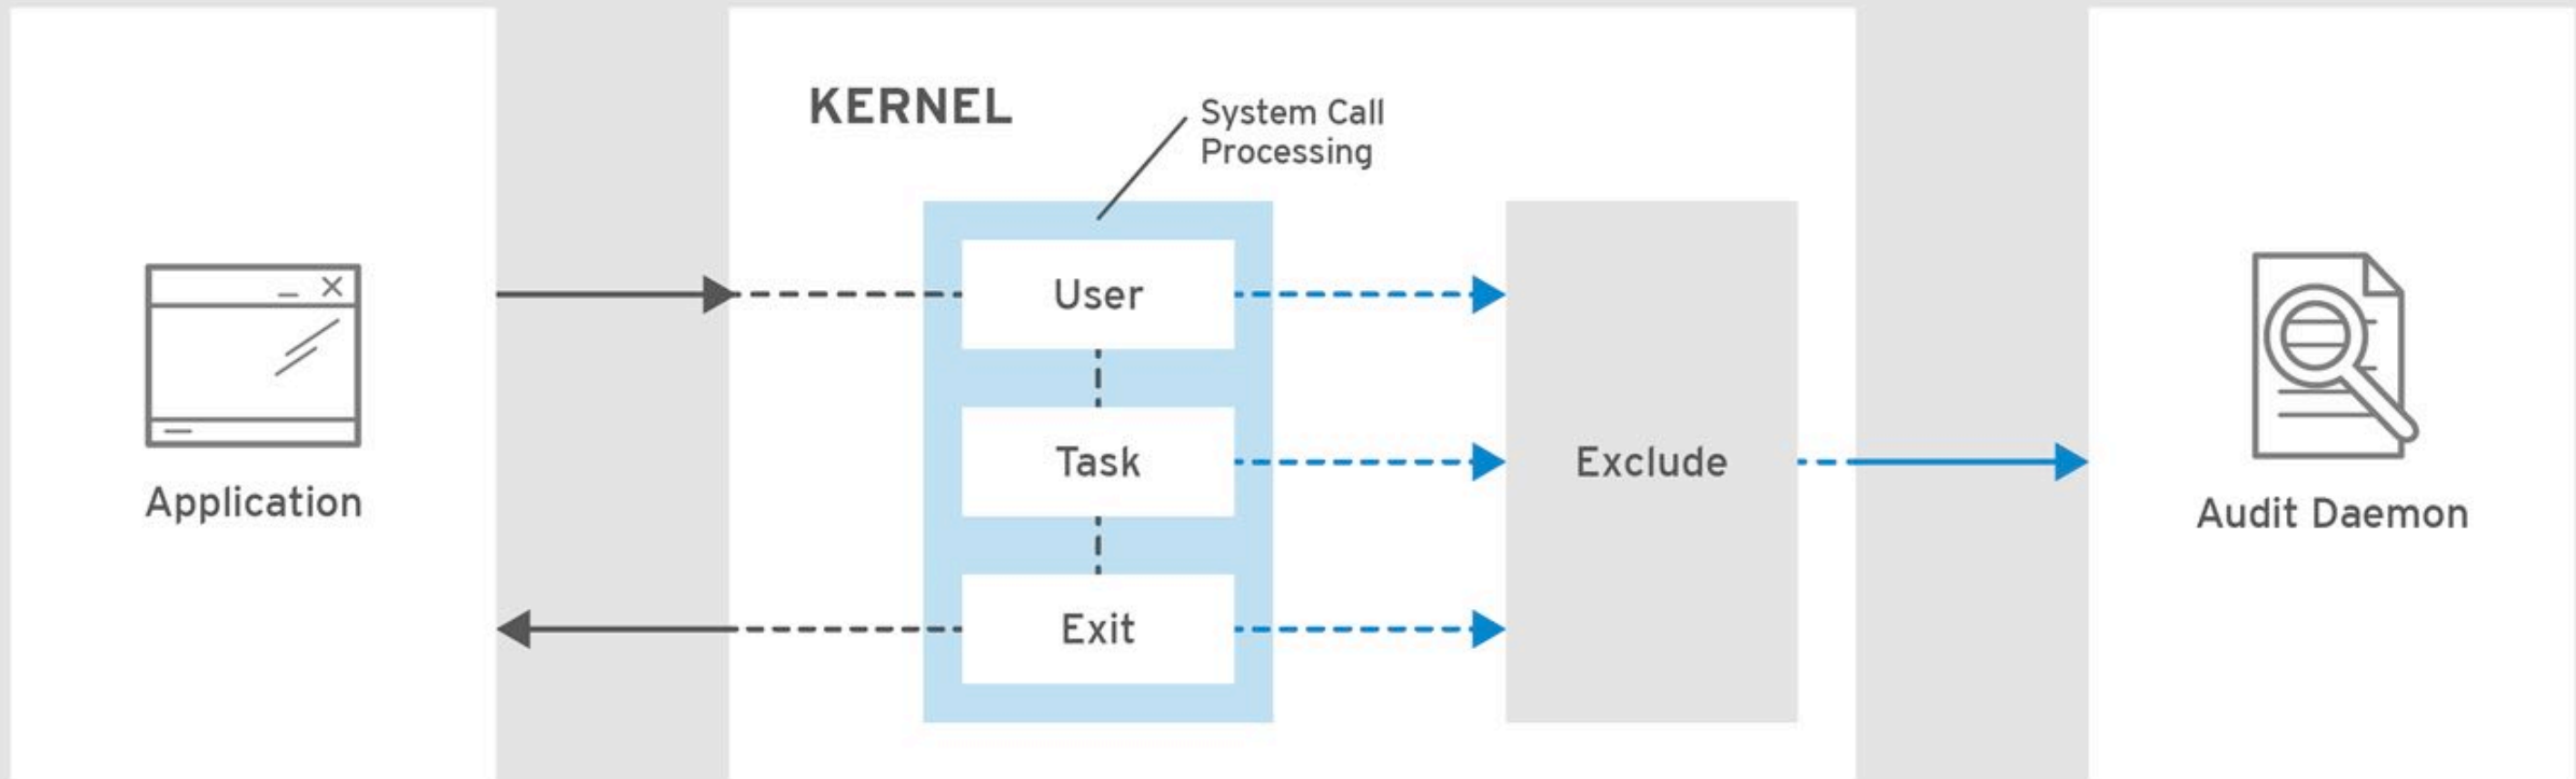 KERNEL
System Call
Processing
User
Task
Exit
Exclude
Application
Audit Daemon